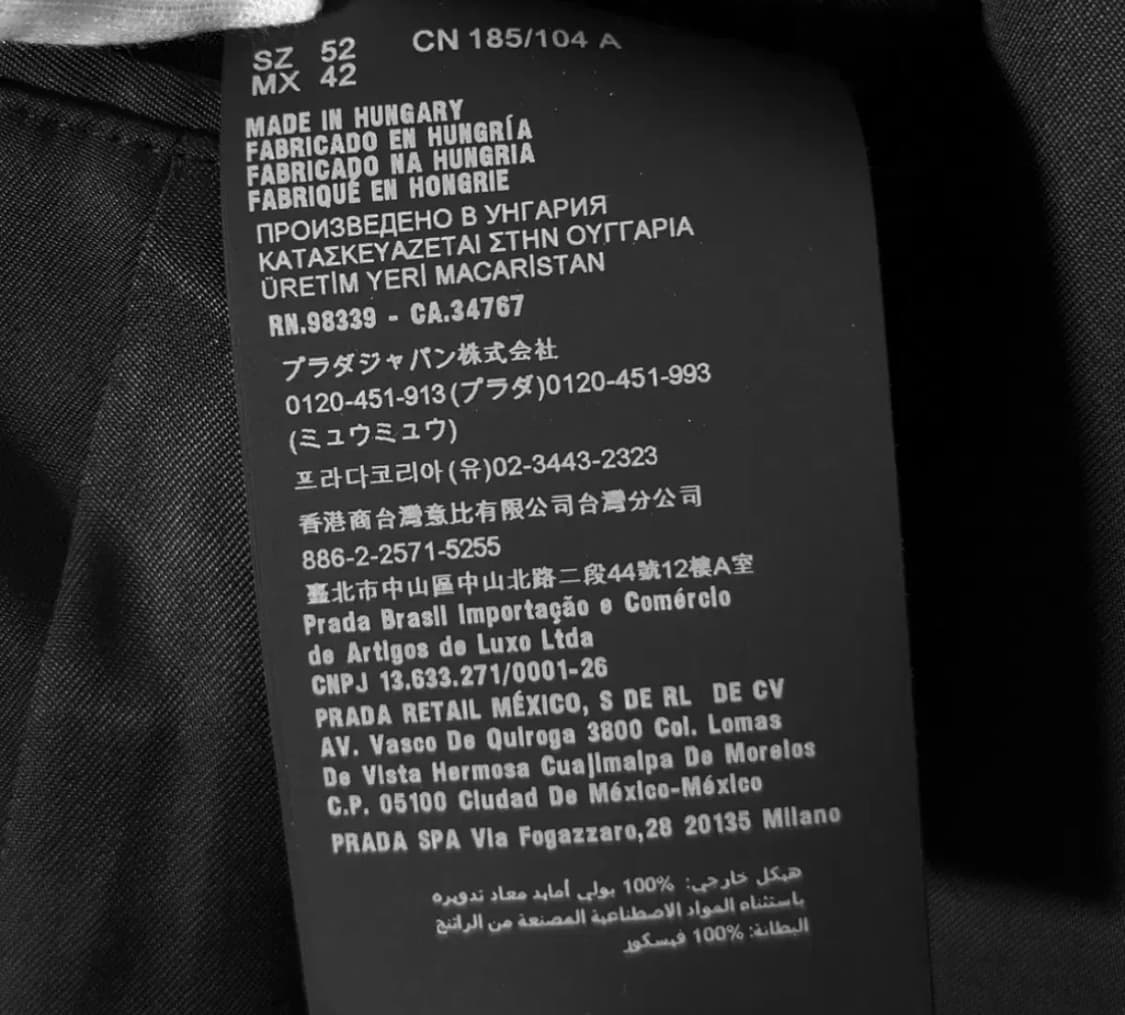 SZ 52 CN 185/104 A
MX 42
MADE IN HUNGARY
FABRICADO EN HUNGRÍA
FABRICADO NA HUNGRIA
FABRIQUÉ EN HONGRIE
ПРОИЗВЕДЕНО В УНГАРИЯ
ΚΑΤΑΣΚΕΥΑΖΕΤΑΙ ΣΤΗΝ ΟΥΓΓΑΡΙΑ
ÜRETİM YERİ MACARİSTAN
RN.98339 - CA.34767
プラダジャパン株式会社
0120-451-913(プラダ)0120-451-993
(ミュウミュウ)
프라다코리아(유)02-3443-2323
香港商台灣意比有限公司台灣分公司
886-2-2571-5255
臺北市中山區中山北路二段44號12樓A室
Prada Brasil Importação e Comércio
de Artigos de Luxo Ltda
CNPJ 13.633.271/0001-26
PRADA RETAIL MÉXICO, S DE RL DE CV
AV. Vasco De Quiroga 3800 Col. Lomas
De Vista Hermosa Cuajimalpa De Morelos
C.P. 05100 Ciudad De México-México
PRADA SPA Via Fogazzaro,28 20135 Milano
هيكل خارجي: 100% بولي أمايد معاد تدويره
باستثناء المواد الاصطناعية المصنعة من الراتنج
البطانة: 100% فيسكوز